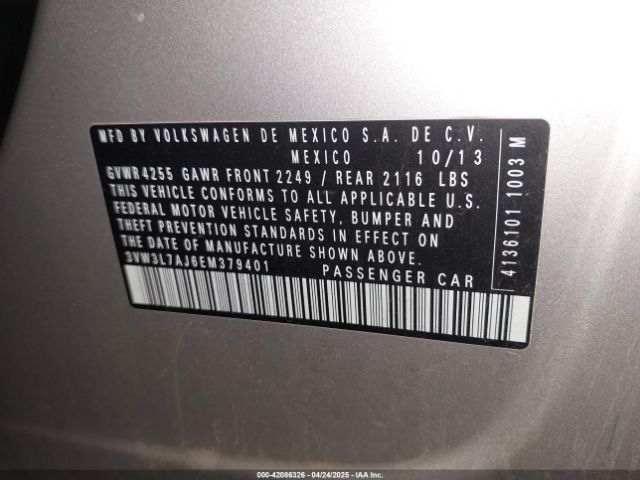 MFD BY VOLKSWAGEN DE MEXICO S.A. DE C.V.
MEXICO 10/13
GVWR4255 GAWR FRONT 2249 / REAR 2116 LBS
THIS VEHICLE CONFORMS TO ALL APPLICABLE U.S.
FEDERAL MOTOR VEHICLE SAFETY, BUMPER AND
THEFT PREVENTION STANDARDS IN EFFECT ON
THE DATE OF MANUFACTURE SHOWN ABOVE.
3VW3L7AJ6EM379401 PASSENGER CAR
4136101 1003 M
000-42086326 - 04/24/2025 - IAAI.COM